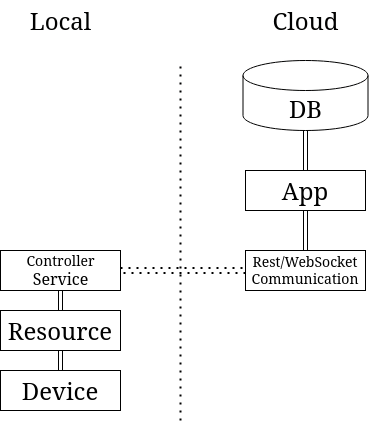 Local
Cloud
DB
App
Controller
Service
Rest/WebSocket
Communication
Resource
Device